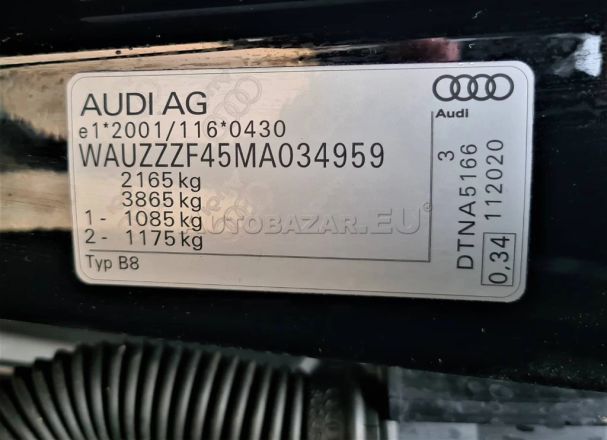 AUDI AG
e1*2001/116*0430
WAUZZZF45MA034959
2165 kg
3865 kg
1- 1085 kg
2- 1175 kg
Typ B8
Audi
DTNA5166 3
0,34 112020
AUTOBAZAR.EU